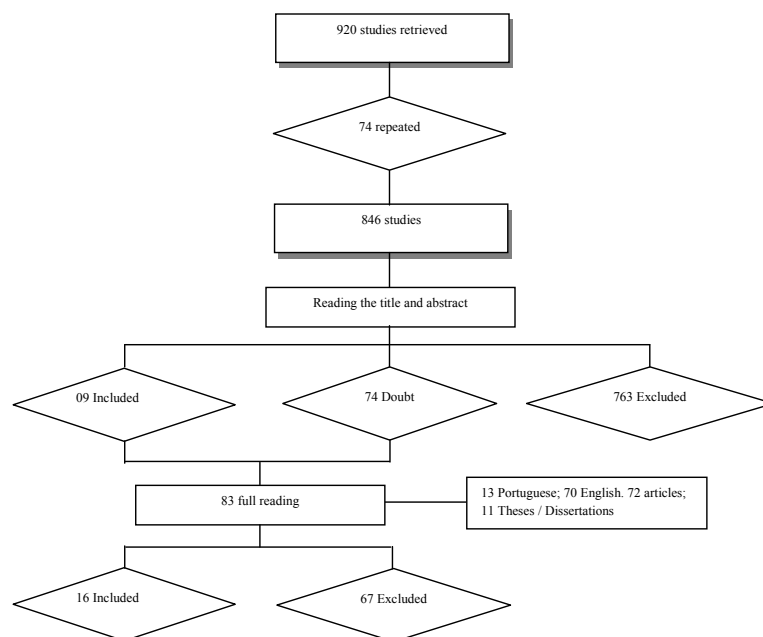 920 studies retrieved
74 repeated
846 studies
Reading the title and abstract
09 Included
74 Doubt
763 Excluded
83 full reading
13 Portuguese; 70 English. 72 articles;
11 Theses / Dissertations
16 Included
67 Excluded